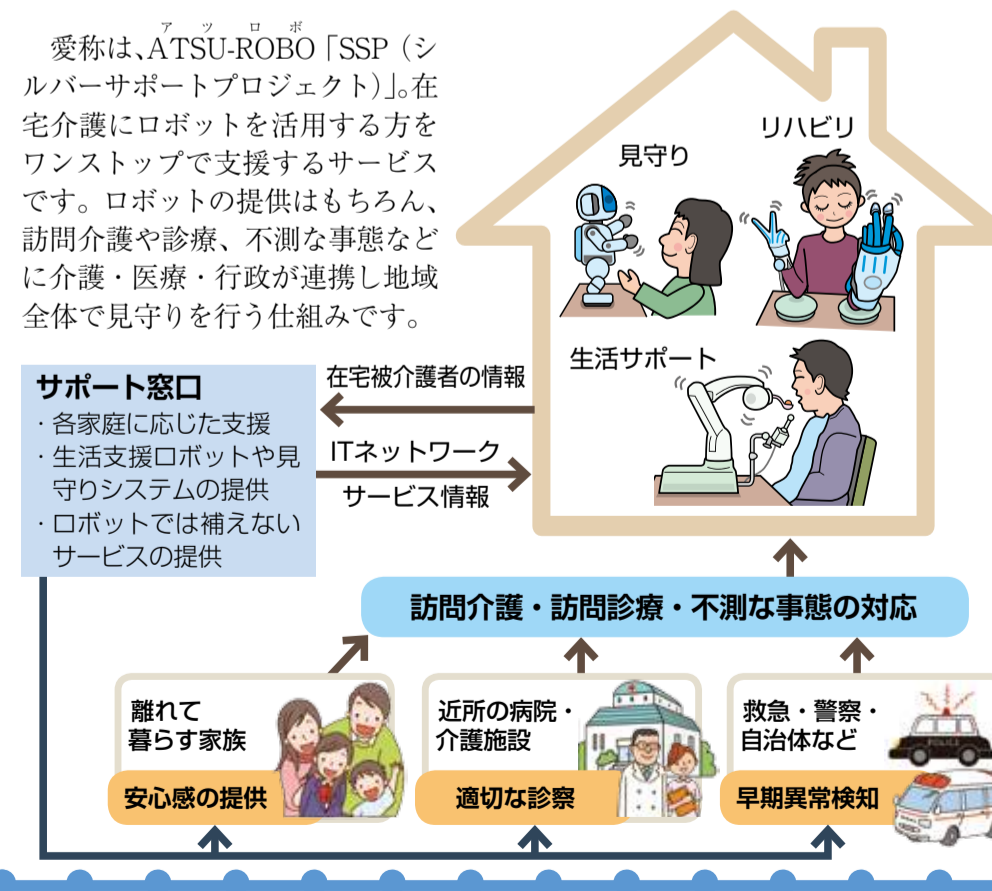 アツロボ
愛称は、ATSU-ROBO「SSP（シ
ルバーサポートプロジェクト）」。在
宅介護にロボットを活用する方を
ワンストップで支援するサービス
です。ロボットの提供はもちろん、
訪問介護や診療、不測な事態など
に介護・医療・行政が連携し地域
全体で見守りを行う仕組みです。
見守り
リハビリ
生活サポート
サポート窓口
・各家庭に応じた支援
・生活支援ロボットや見
守りシステムの提供
・ロボットでは補えない
サービスの提供
在宅被介護者の情報
ITネットワーク
サービス情報
訪問介護・訪問診療・不測な事態の対応
離れて
暮らす家族
安心感の提供
近所の病院・
介護施設
適切な診察
救急・警察・
自治体など
POLICE
早期異常検知